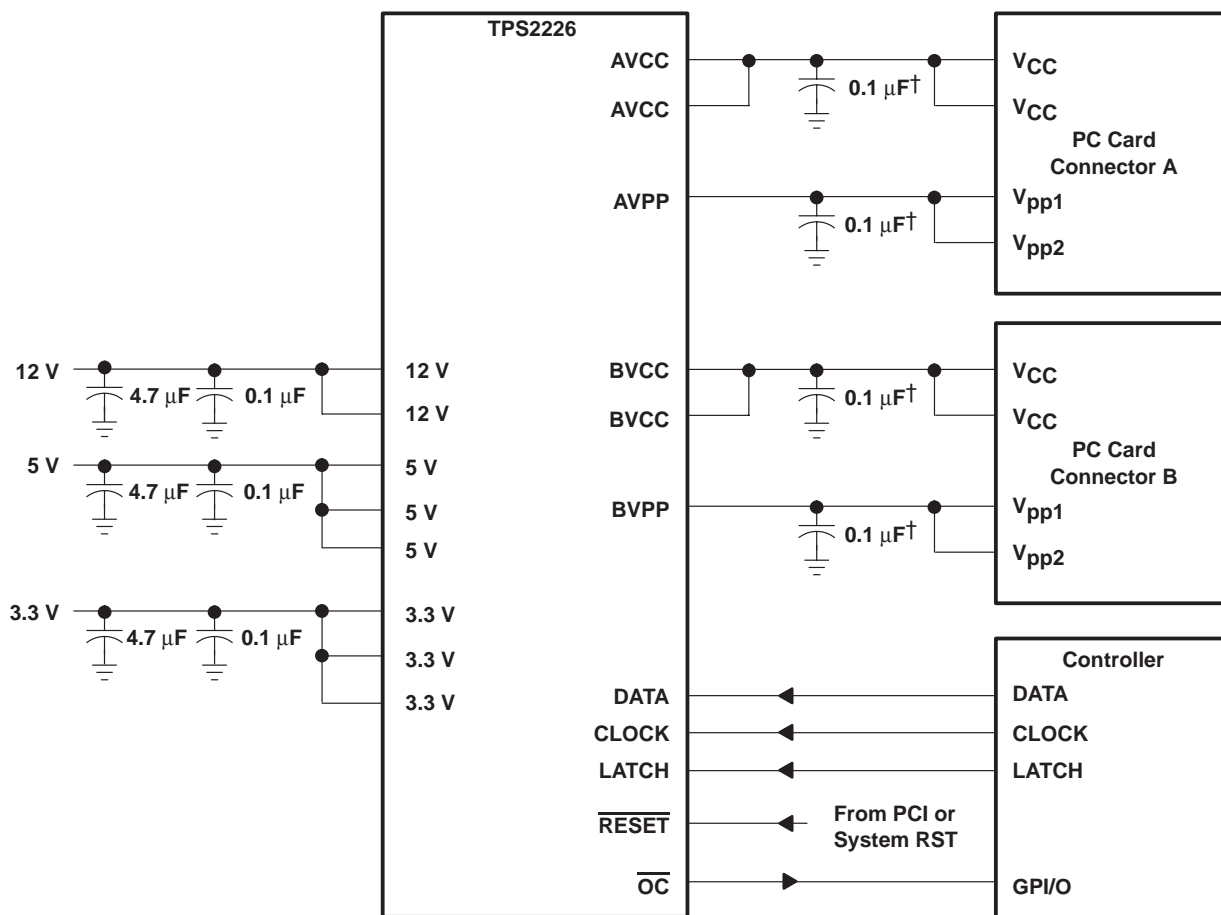 TPS2226
AVCC
AVCC
AVPP
12 V
12 V
5 V
5 V
5 V
3.3 V
3.3 V
3.3 V
BVCC
BVCC
BVPP
DATA
CLOCK
LATCH
RESET
OC
12 V
4.7 μF
0.1 μF
5 V
4.7 μF
0.1 μF
3.3 V
4.7 μF
0.1 μF
0.1 μF†
0.1 μF†
0.1 μF†
0.1 μF†
From PCI or
System RST
VCC
VCC
PC Card
Connector A
Vpp1
Vpp2
VCC
VCC
PC Card
Connector B
Vpp1
Vpp2
Controller
DATA
CLOCK
LATCH
GPI/O